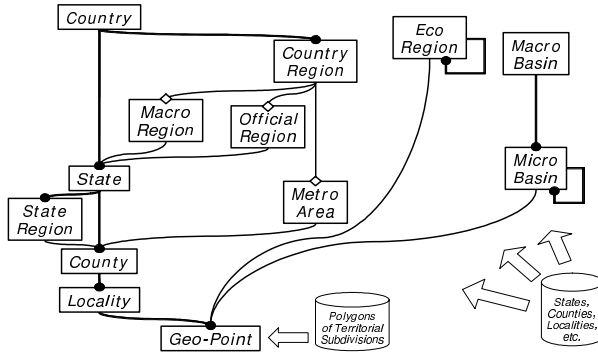 Country
Country
Region
Eco
Region
Macro
Basin
Macro
Region
Official
Region
State
Micro
Basin
State
Region
Metro
Area
County
Locality
Geo-Point
Polygons
of Territorial
Subdivisions
States,
Counties,
Localities,
etc.